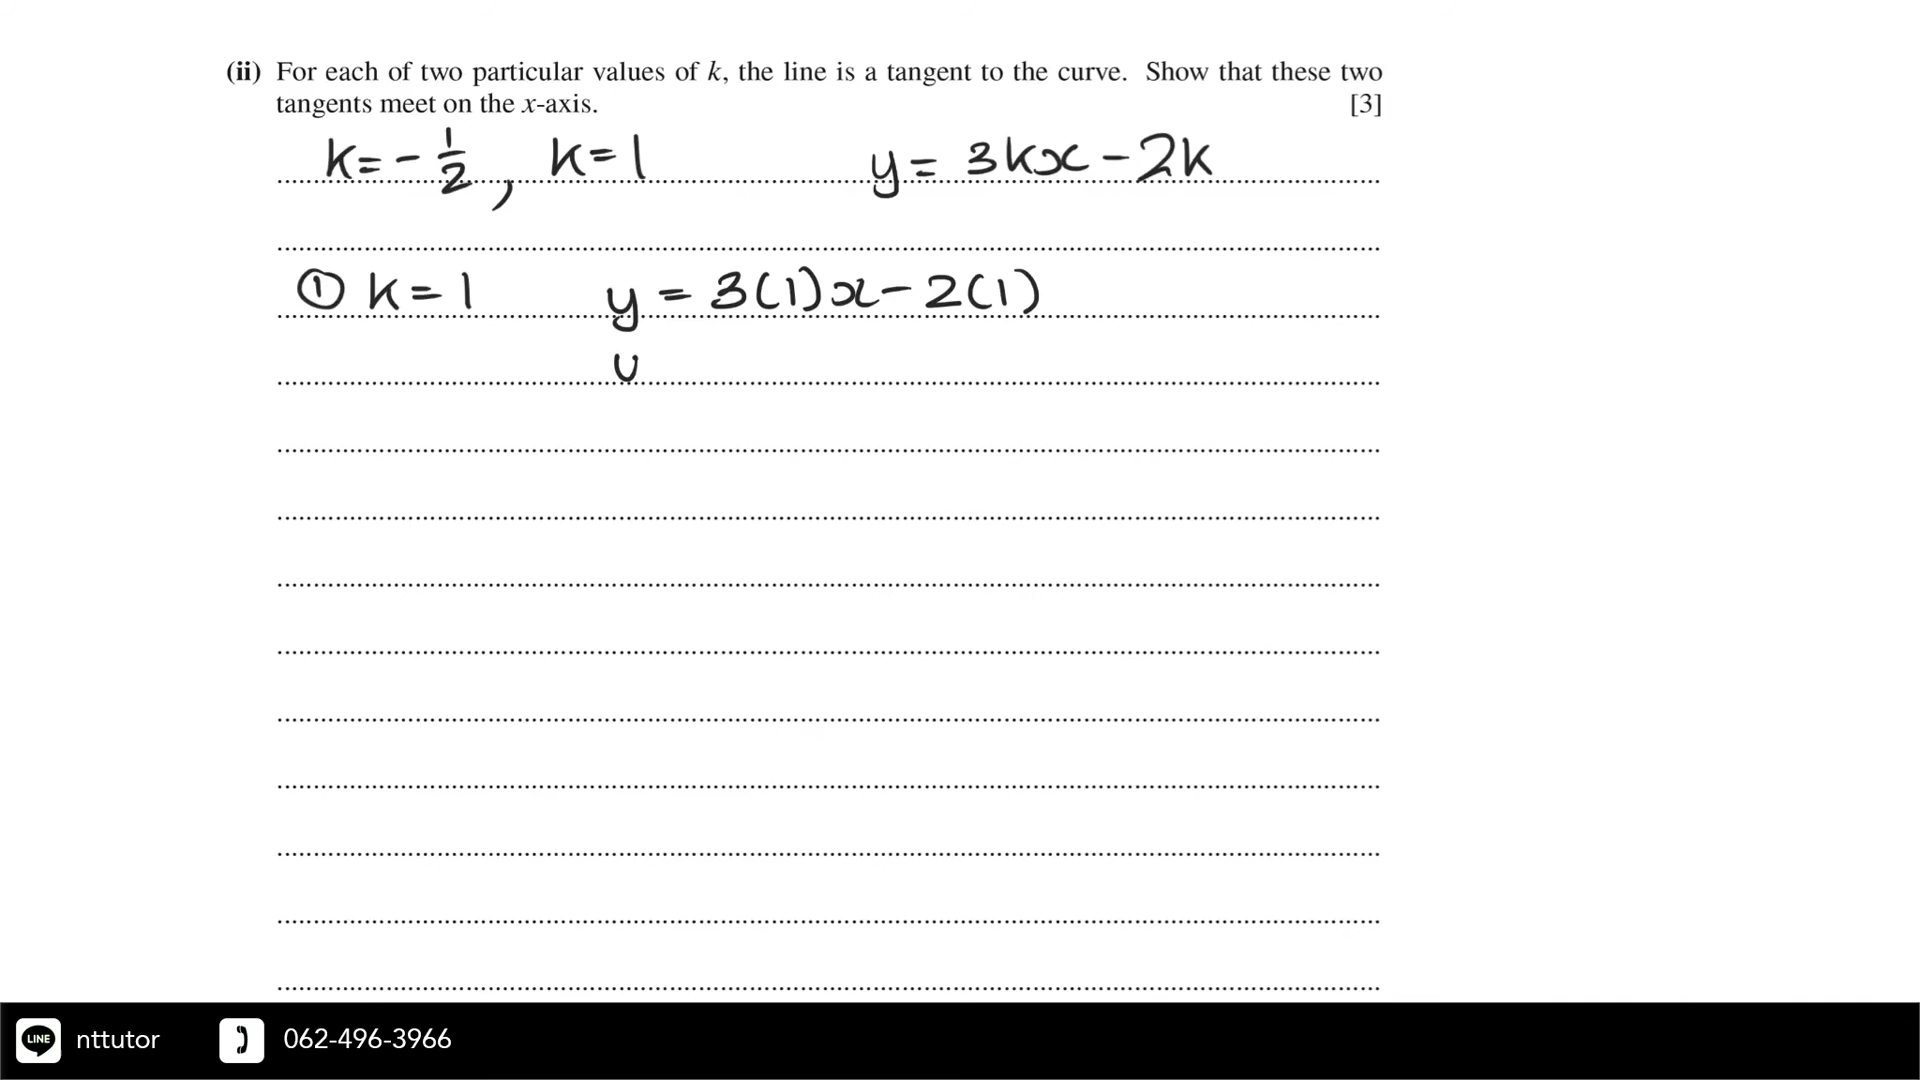 (ii) For each of two particular values of k, the line is a tangent to the curve. Show that these two
tangents meet on the x-axis. [3]
k = - 1/2 , k = 1 y = 3kx - 2k
① k = 1 y = 3(1)x - 2(1)
LINE nttutor 062-496-3966